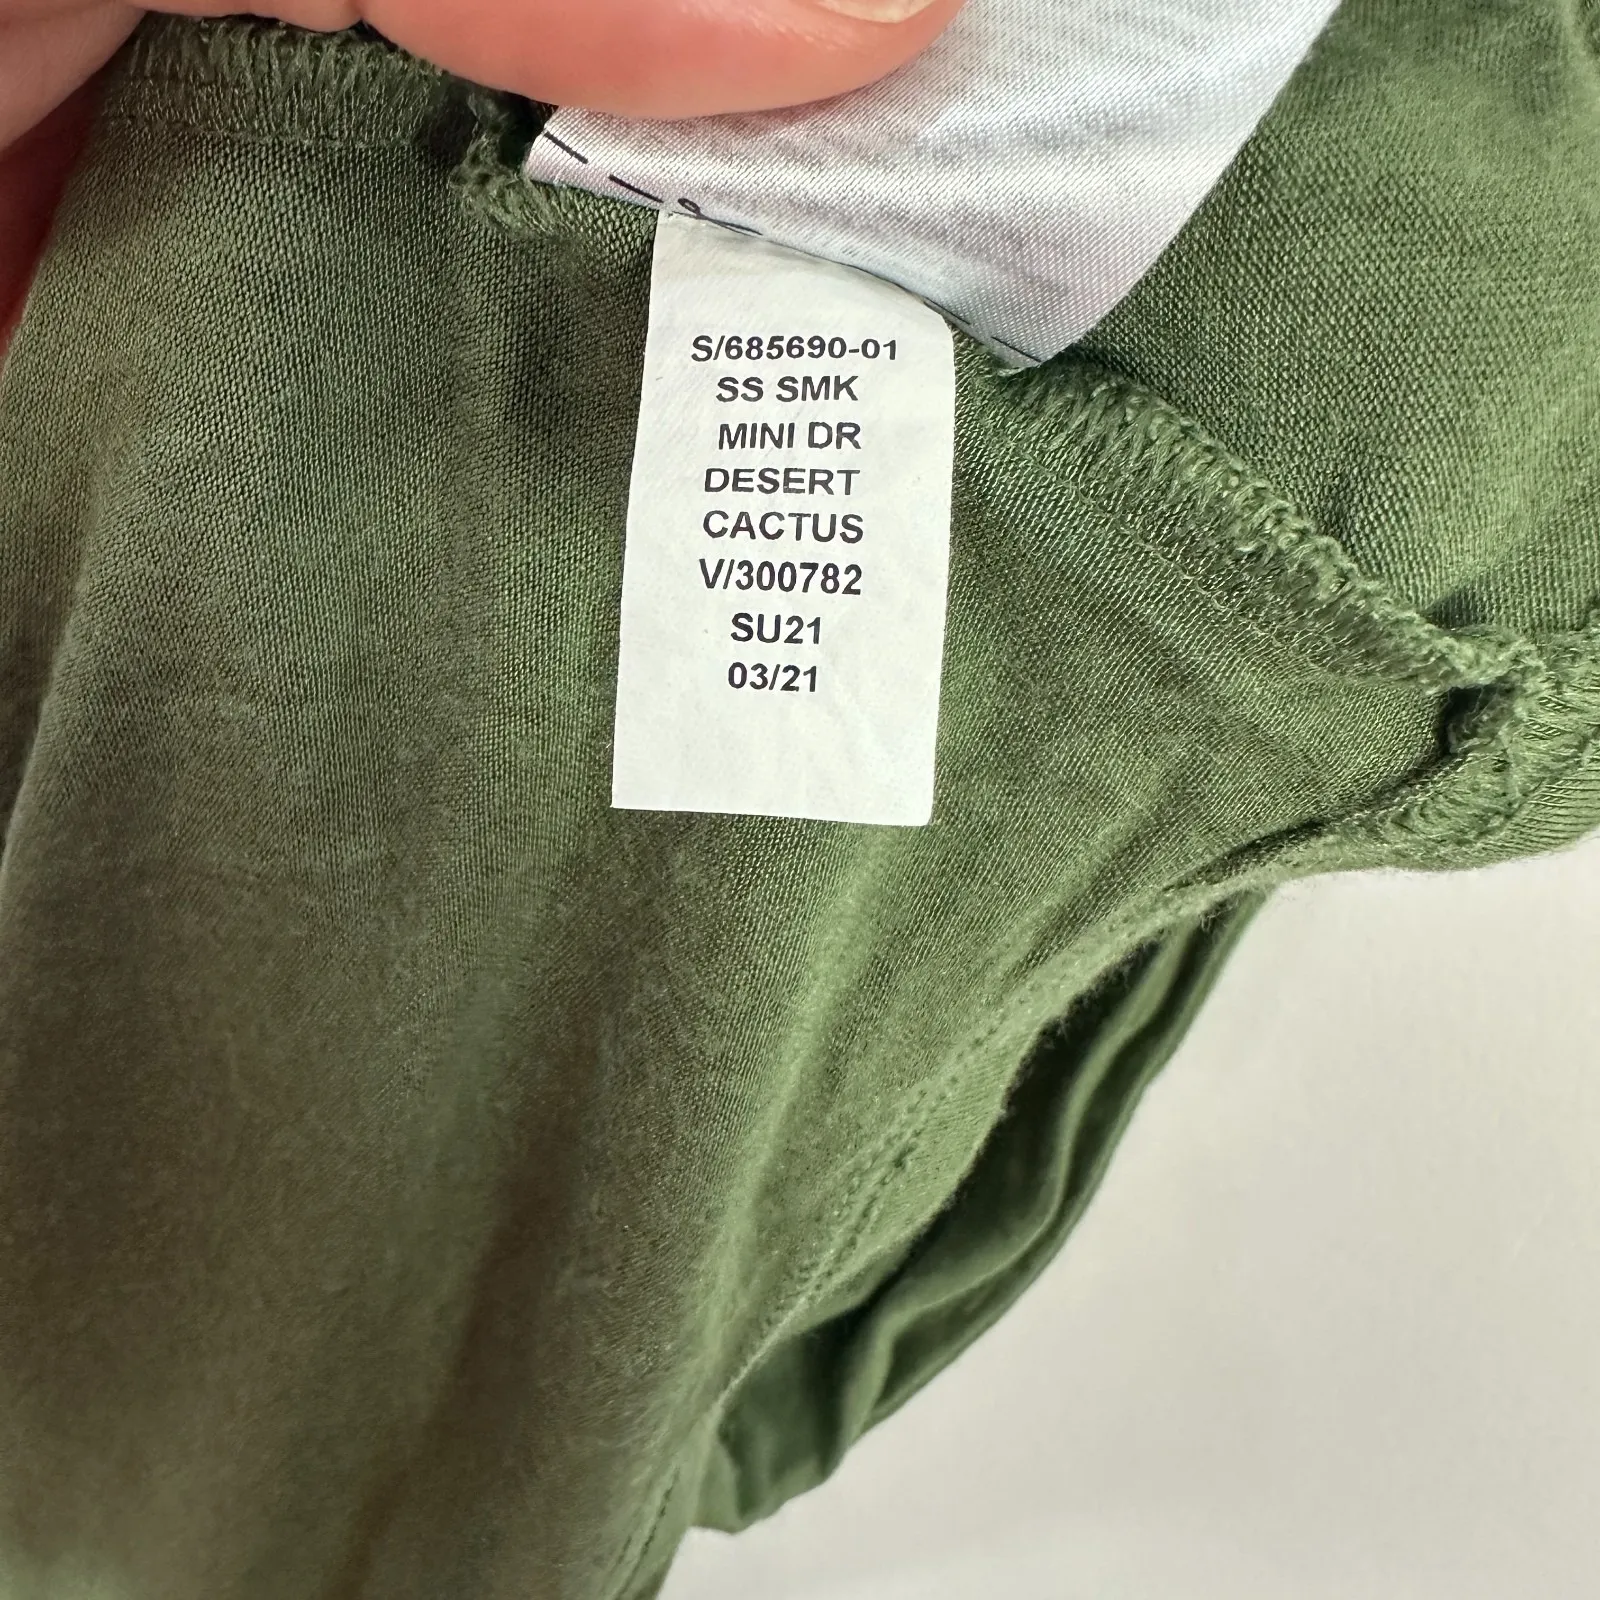 S/685690-01
SS SMK
MINI DR
DESERT
CACTUS
V/300782
SU21
03/21